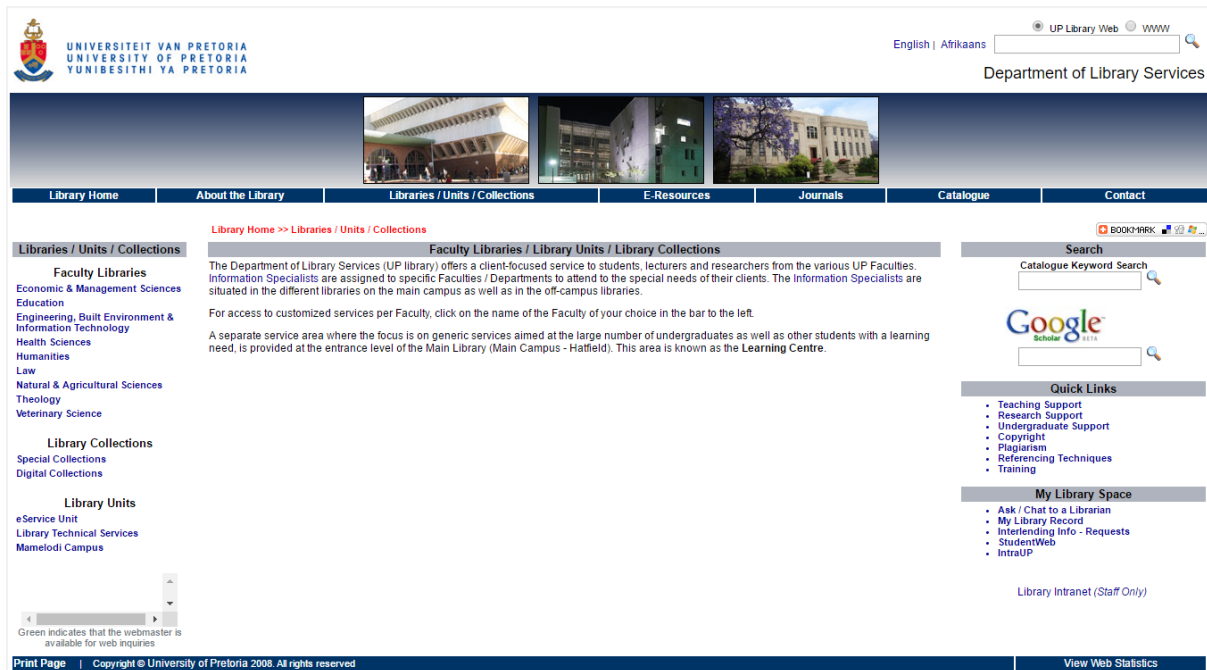 UNIVERSITEIT VAN PRETORIA
UNIVERSITY OF PRETORIA
YUNIBESITHI YA PRETORIA
UP Library Web WWW
English | Afrikaans
Department of Library Services
Library Home About the Library Libraries / Units / Collections E-Resources Journals Catalogue Contact
Library Home >> Libraries / Units / Collections
BOOKMARK
Libraries / Units / Collections
Faculty Libraries
Economic & Management Sciences
Education
Engineering, Built Environment &
Information Technology
Health Sciences
Humanities
Law
Natural & Agricultural Sciences
Theology
Veterinary Science
Library Collections
Special Collections
Digital Collections
Library Units
eService Unit
Library Technical Services
Mamelodi Campus
Green indicates that the webmaster is
available for web inquiries
Faculty Libraries / Library Units / Library Collections
The Department of Library Services (UP library) offers a client-focused service to students, lecturers and researchers from the various UP Faculties.
Information Specialists are assigned to specific Faculties / Departments to attend to the special needs of their clients. The Information Specialists are
situated in the different libraries on the main campus as well as in the off-campus libraries.
For access to customized services per Faculty, click on the name of the Faculty of your choice in the bar to the left.
A separate service area where the focus is on generic services aimed at the large number of undergraduates as well as other students with a learning
need, is provided at the entrance level of the Main Library (Main Campus - Hatfield). This area is known as the Learning Centre.
Search
Catalogue Keyword Search
Google
Scholar BETA
Quick Links
Teaching Support
Research Support
Undergraduate Support
Copyright
Plagiarism
Referencing Techniques
Training
My Library Space
Ask / Chat to a Librarian
My Library Record
Interlending Info - Requests
StudentWeb
IntraUP
Library Intranet (Staff Only)
Print Page | Copyright © University of Pretoria 2008. All rights reserved
View Web Statistics